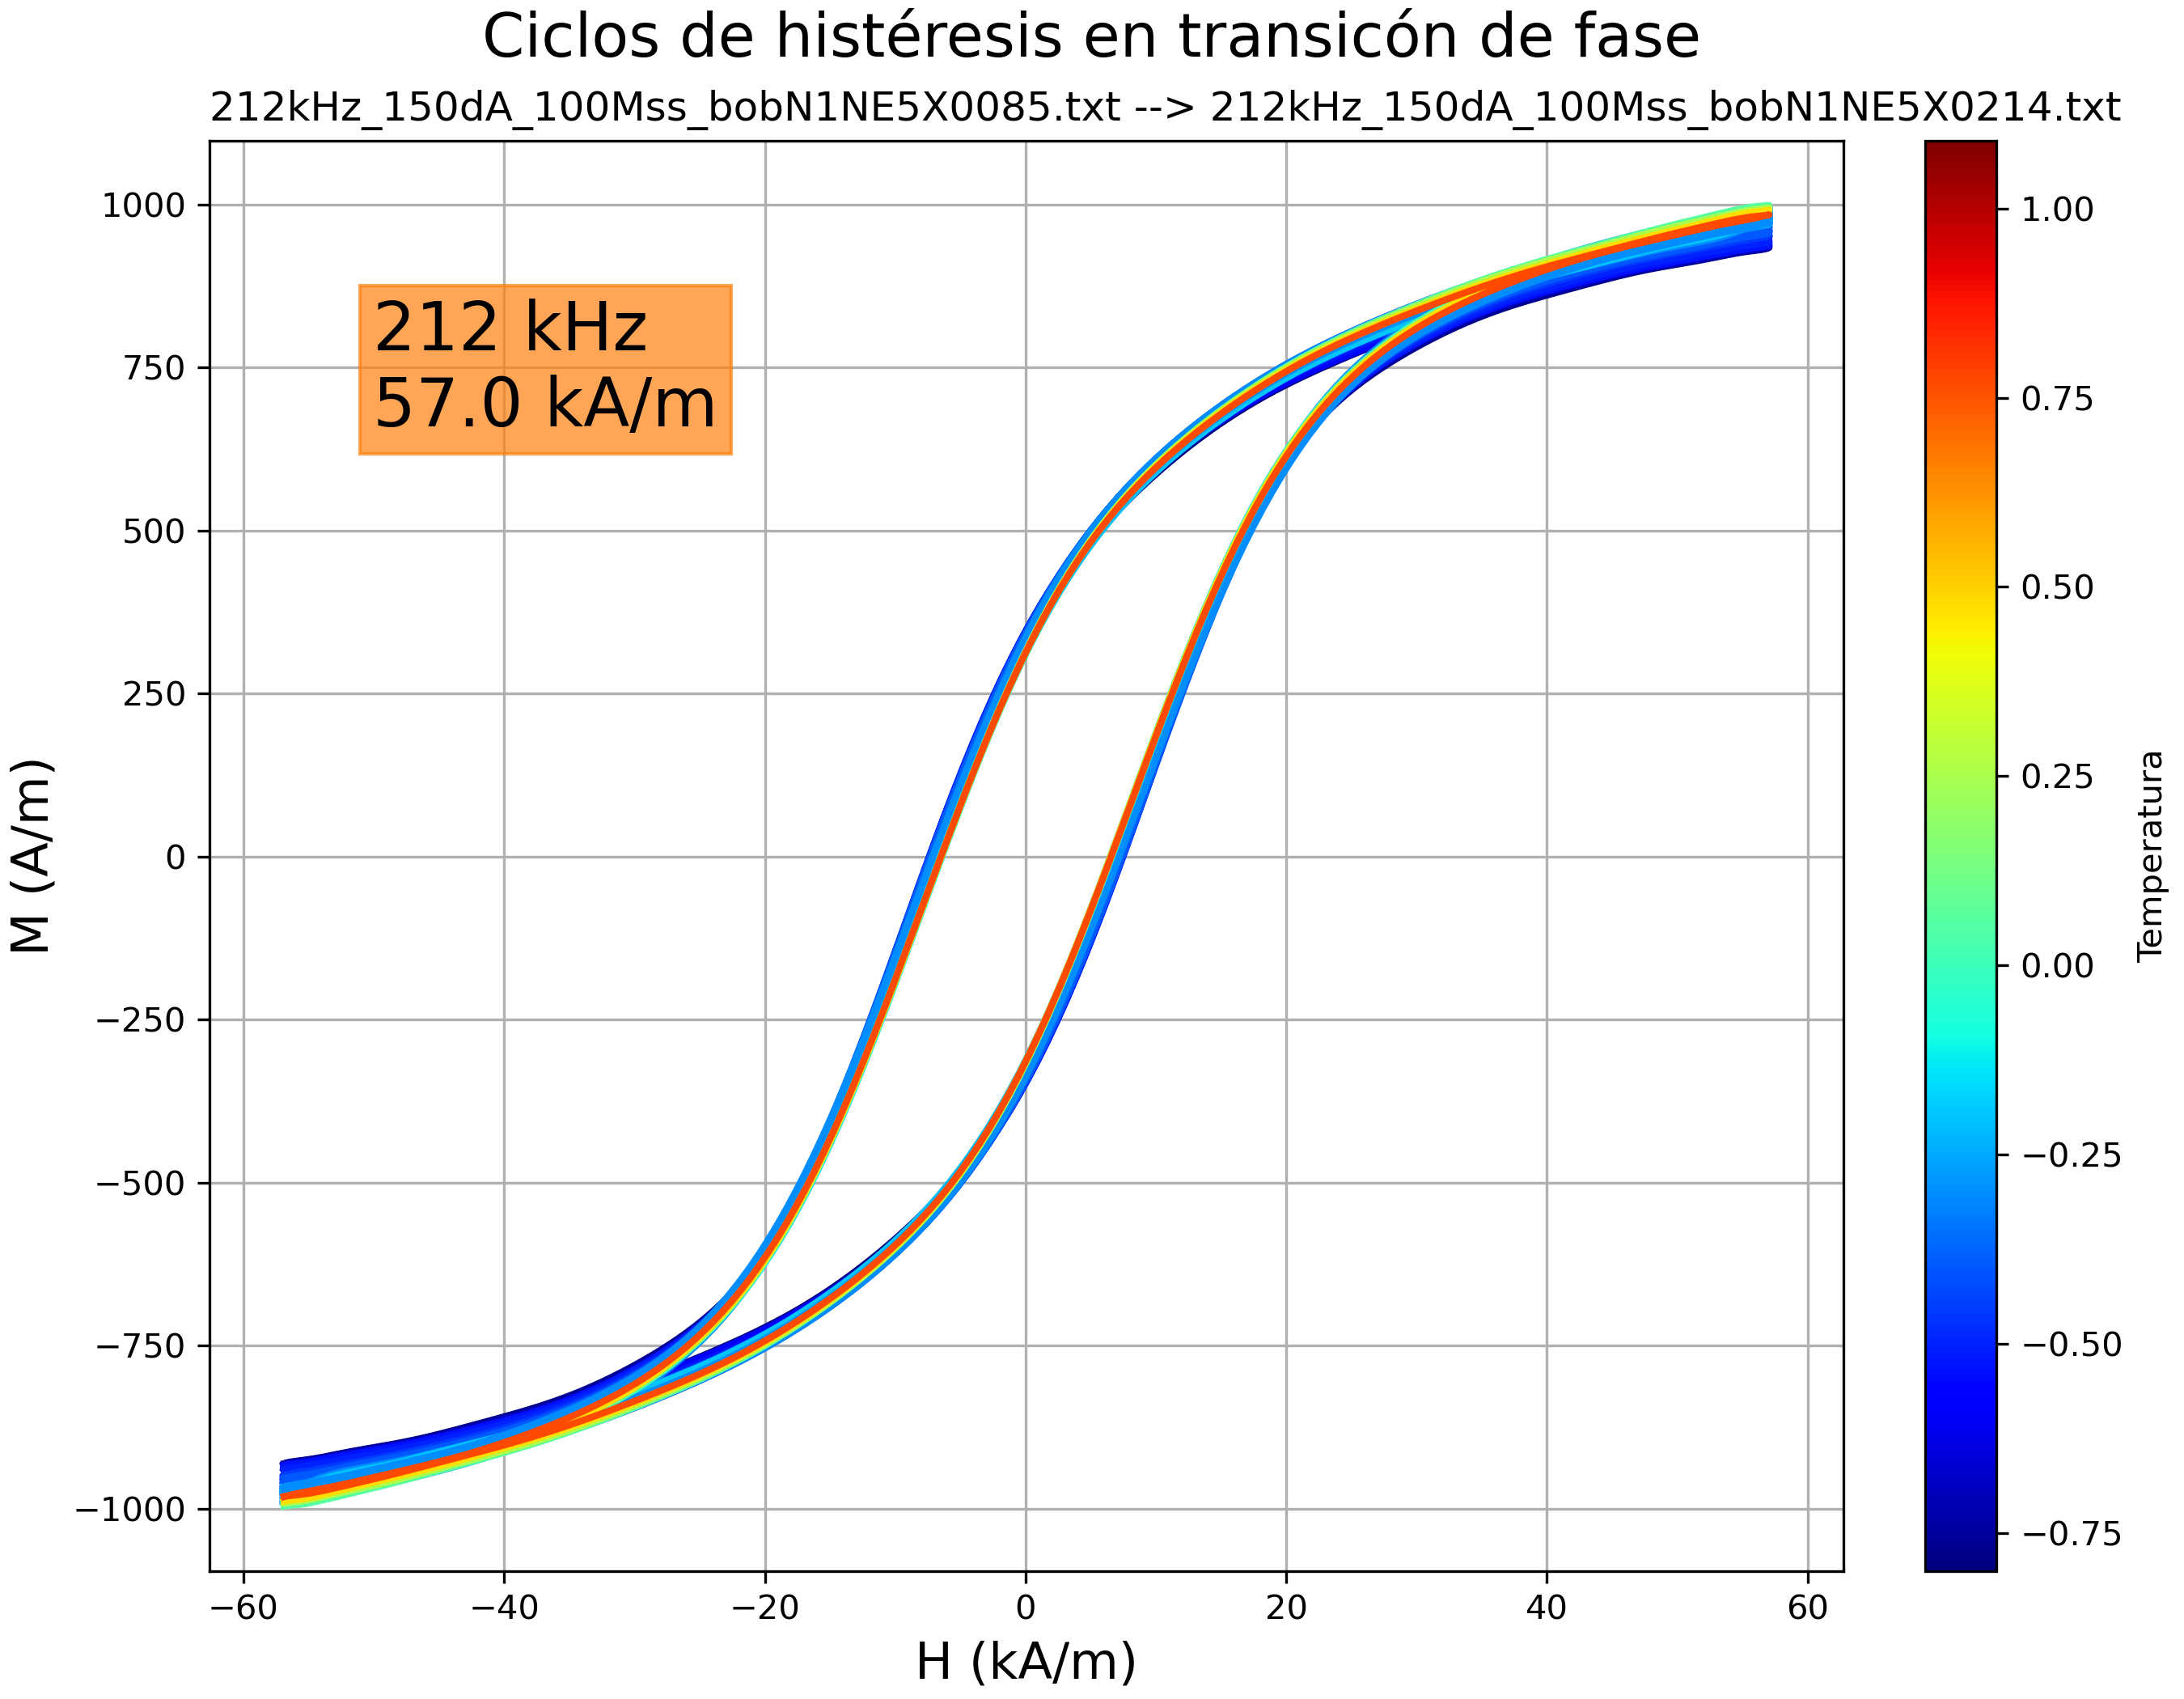 Ciclos de histéresis en transicón de fase
212kHz_150dA_100Mss_bobN1NE5X0085.txt --> 212kHz_150dA_100Mss_bobN1NE5X0214.txt
212 kHz
57.0 kA/m
M (A/m)
1000
750
500
250
0
−250
−500
−750
−1000
−60 −40 −20 0 20 40 60
H (kA/m)
1.00
0.75
0.50
0.25
0.00
−0.25
−0.50
−0.75
Temperatura